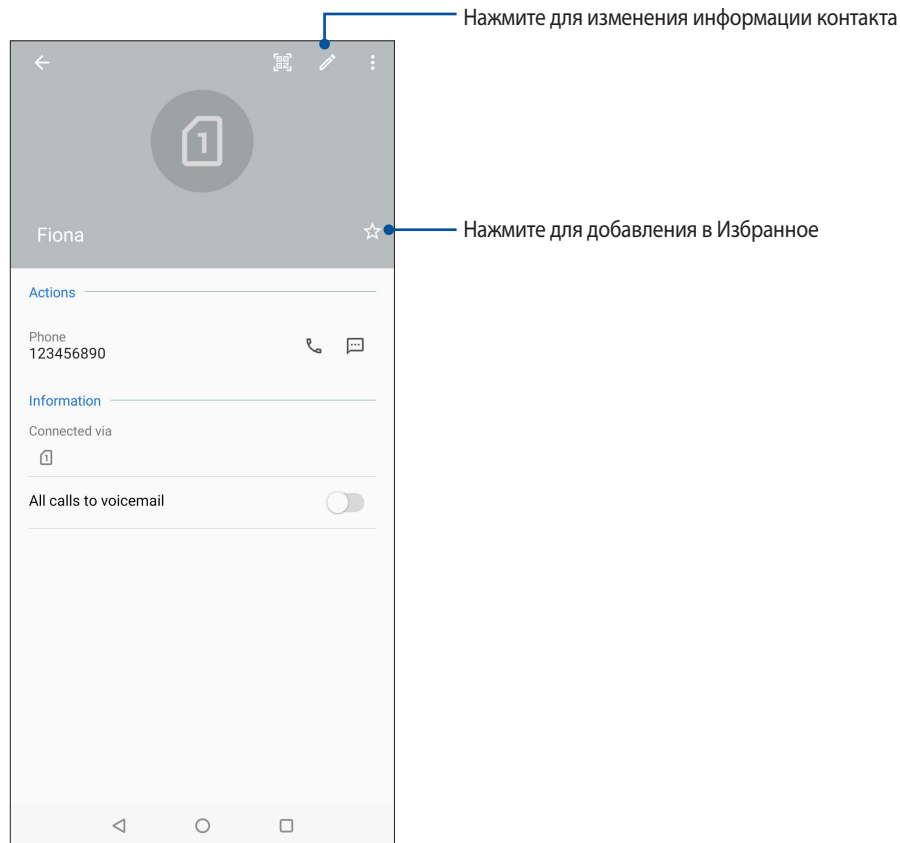 Нажмите для изменения информации контакта
1
Fiona
Нажмите для добавления в Избранное
Actions
Phone
123456890
Information
Connected via
1
All calls to voicemail